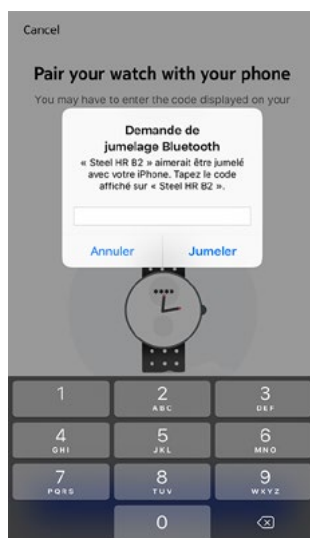 Cancel
Pair your watch with your phone
You may have to enter the code displayed on your
Demande de
jumelage Bluetooth
« Steel HR B2 » aimerait être jumelé
avec votre iPhone. Tapez le code
affiché sur « Steel HR B2 ».
Annuler Jumeler
1 2 3
ABC DEF
4 5 6
GHI JKL MNO
7 8 9
PQRS TUV WXYZ
0